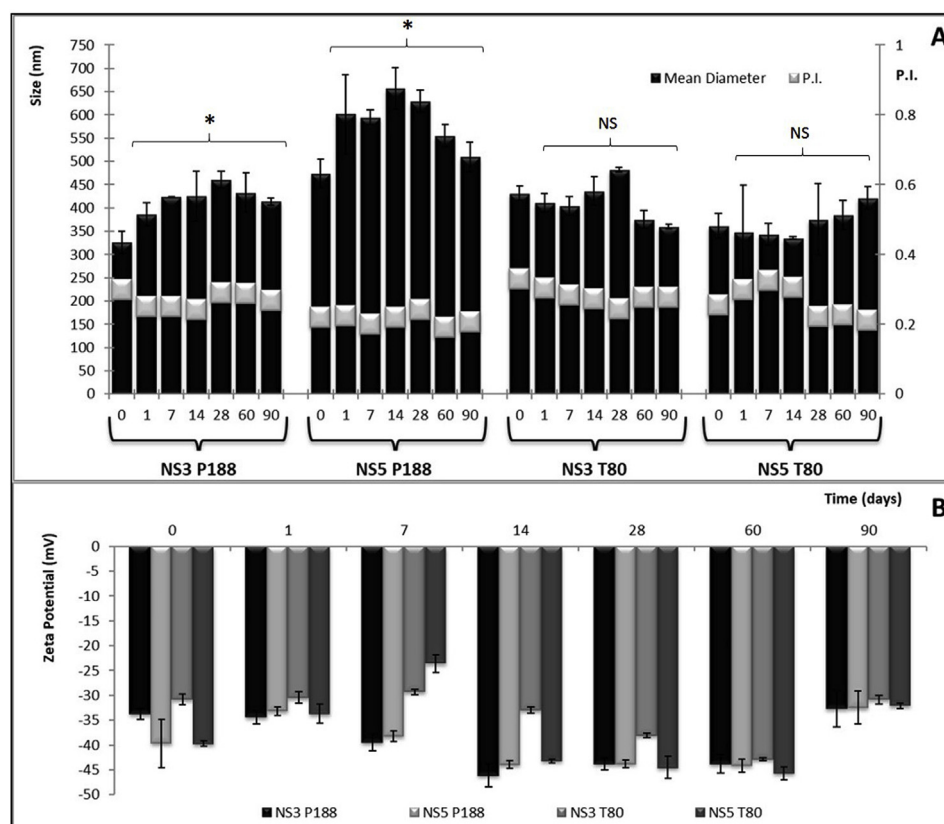 A
Size (nm)
P.I.
750
700
650
600
550
500
450
400
350
300
250
200
150
100
50
0
1
0.8
0.6
0.4
0.2
0
Mean Diameter P.I.
* * NS NS
0 1 7 14 28 60 90 0 1 7 14 28 60 90 0 1 7 14 28 60 90 0 1 7 14 28 60 90
NS3 P188 NS5 P188 NS3 T80 NS5 T80
B
Time (days)
0 1 7 14 28 60 90
Zeta Potential (mV)
0
-5
-10
-15
-20
-25
-30
-35
-40
-45
-50
NS3 P188 NS5 P188 NS3 T80 NS5 T80